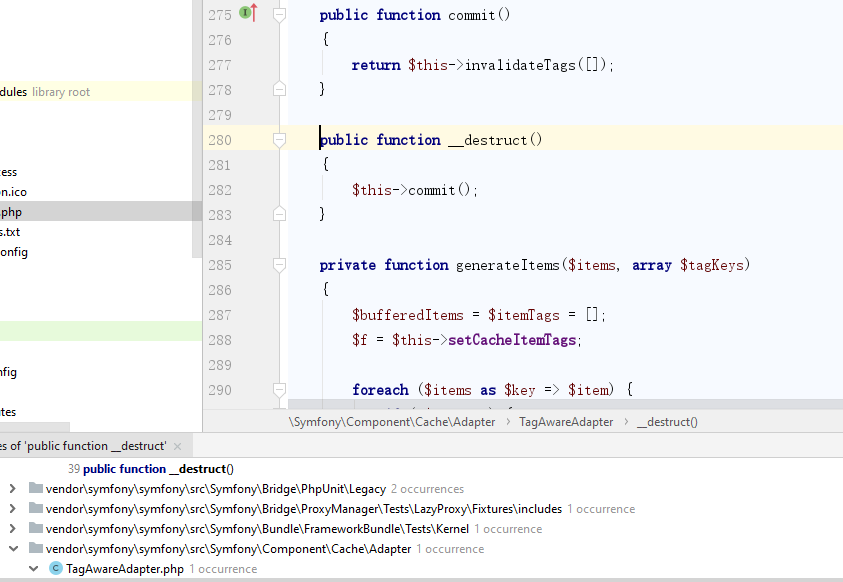 dules library root
ess
n.ico
.php
s.txt
onfig
fig
tes
275 public function commit()
276 {
277 return $this->invalidateTags([]);
278 }
279
280 public function __destruct()
281 {
282 $this->commit();
283 }
284
285 private function generateItems($items, array $tagKeys)
286 {
287 $bufferedItems = $itemTags = [];
288 $f = $this->setCacheItemTags;
289
290 foreach ($items as $key => $item) {
\Symfony\Component\Cache\Adapter › TagAwareAdapter › __destruct()
es of 'public function __destruct' ×
39 public function __destruct()
vendor\symfony\symfony\src\Symfony\Bridge\PhpUnit\Legacy 2 occurrences
vendor\symfony\symfony\src\Symfony\Bridge\ProxyManager\Tests\LazyProxy\Fixtures\includes 1 occurrence
vendor\symfony\symfony\src\Symfony\Bundle\FrameworkBundle\Tests\Kernel 1 occurrence
vendor\symfony\symfony\src\Symfony\Component\Cache\Adapter 1 occurrence
C TagAwareAdapter.php 1 occurrence